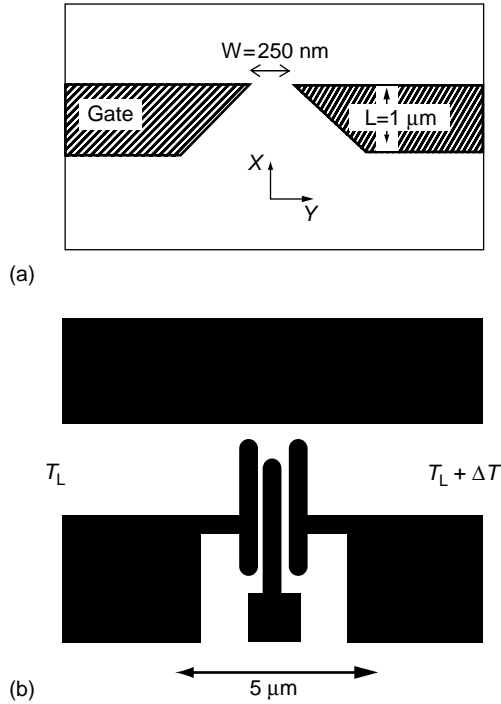 W=250 nm
Gate
L=1 μm
X
Y
(a)
T_L
T_L + ΔT
5 μm
(b)